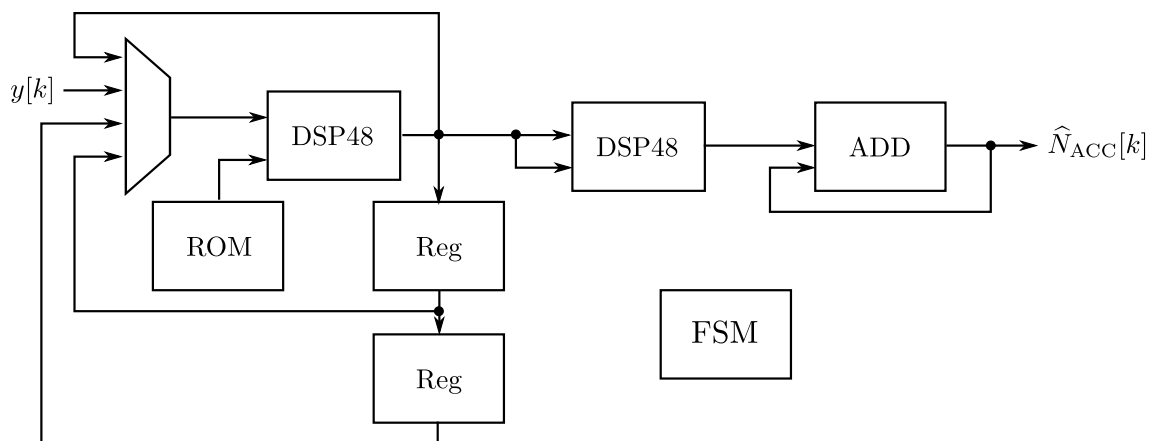 y[k]
DSP48
DSP48
ADD
N̂_ACC[k]
ROM
Reg
FSM
Reg